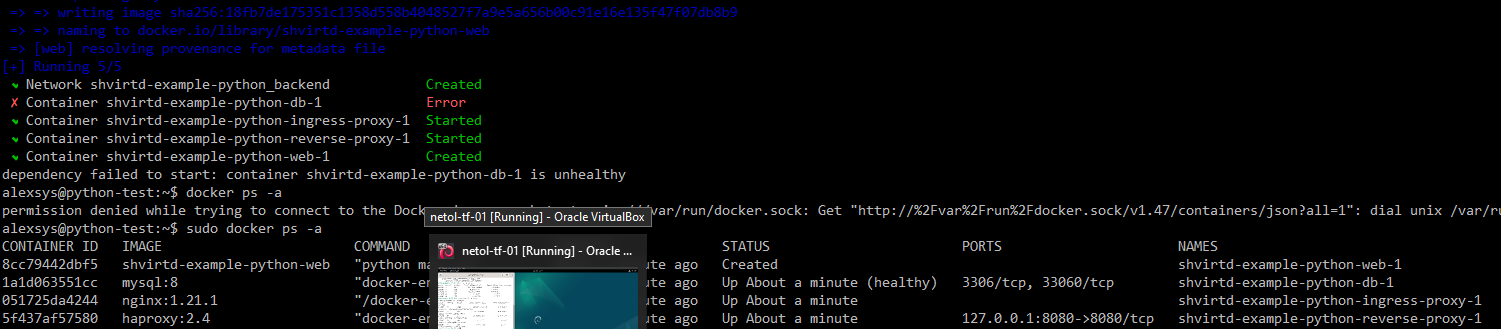 => => writing image sha256:18fb7de175351c1358d558b4048527f7a9e5a656b00c91e16e135f47f07db8b9
=> => naming to docker.io/library/shvirtd-example-python-web
=> [web] resolving provenance for metadata file
[+] Running 5/5
✔ Network shvirtd-example-python_backend Created
✗ Container shvirtd-example-python-db-1 Error
✔ Container shvirtd-example-python-ingress-proxy-1 Started
✔ Container shvirtd-example-python-reverse-proxy-1 Started
✔ Container shvirtd-example-python-web-1 Created
dependency failed to start: container shvirtd-example-python-db-1 is unhealthy
alexsys@python-test:~$ docker ps -a
permission denied while trying to connect to the Doc /var/run/docker.sock: Get "http://%2Fvar%2Frun%2Fdocker.sock/v1.47/containers/json?all=1": dial unix /var/ru
netol-tf-01 [Running] - Oracle VirtualBox
alexsys@python-test:~$ sudo docker ps -a
CONTAINER ID IMAGE COMMAND STATUS PORTS NAMES
netol-tf-01 [Running] - Oracle ...
8cc79442dbf5 shvirtd-example-python-web "python ma ute ago Created shvirtd-example-python-web-1
1a1d063551cc mysql:8 "docker-e ute ago Up About a minute (healthy) 3306/tcp, 33060/tcp shvirtd-example-python-db-1
051725da4244 nginx:1.21.1 "/docker-e ute ago Up About a minute shvirtd-example-python-ingress-proxy-1
5f437af57580 haproxy:2.4 "docker-en ute ago Up About a minute 127.0.0.1:8080->8080/tcp shvirtd-example-python-reverse-proxy-1